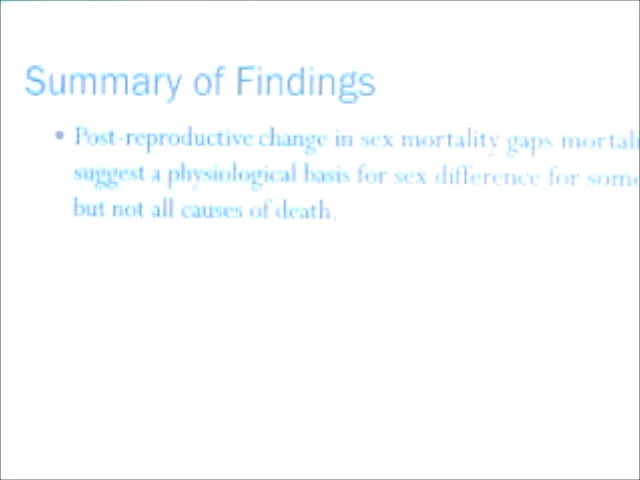 Summary of Findings
• Post-reproductive change in sex mortality gaps
suggest a physiological basis for sex difference for some
but not all causes of death.